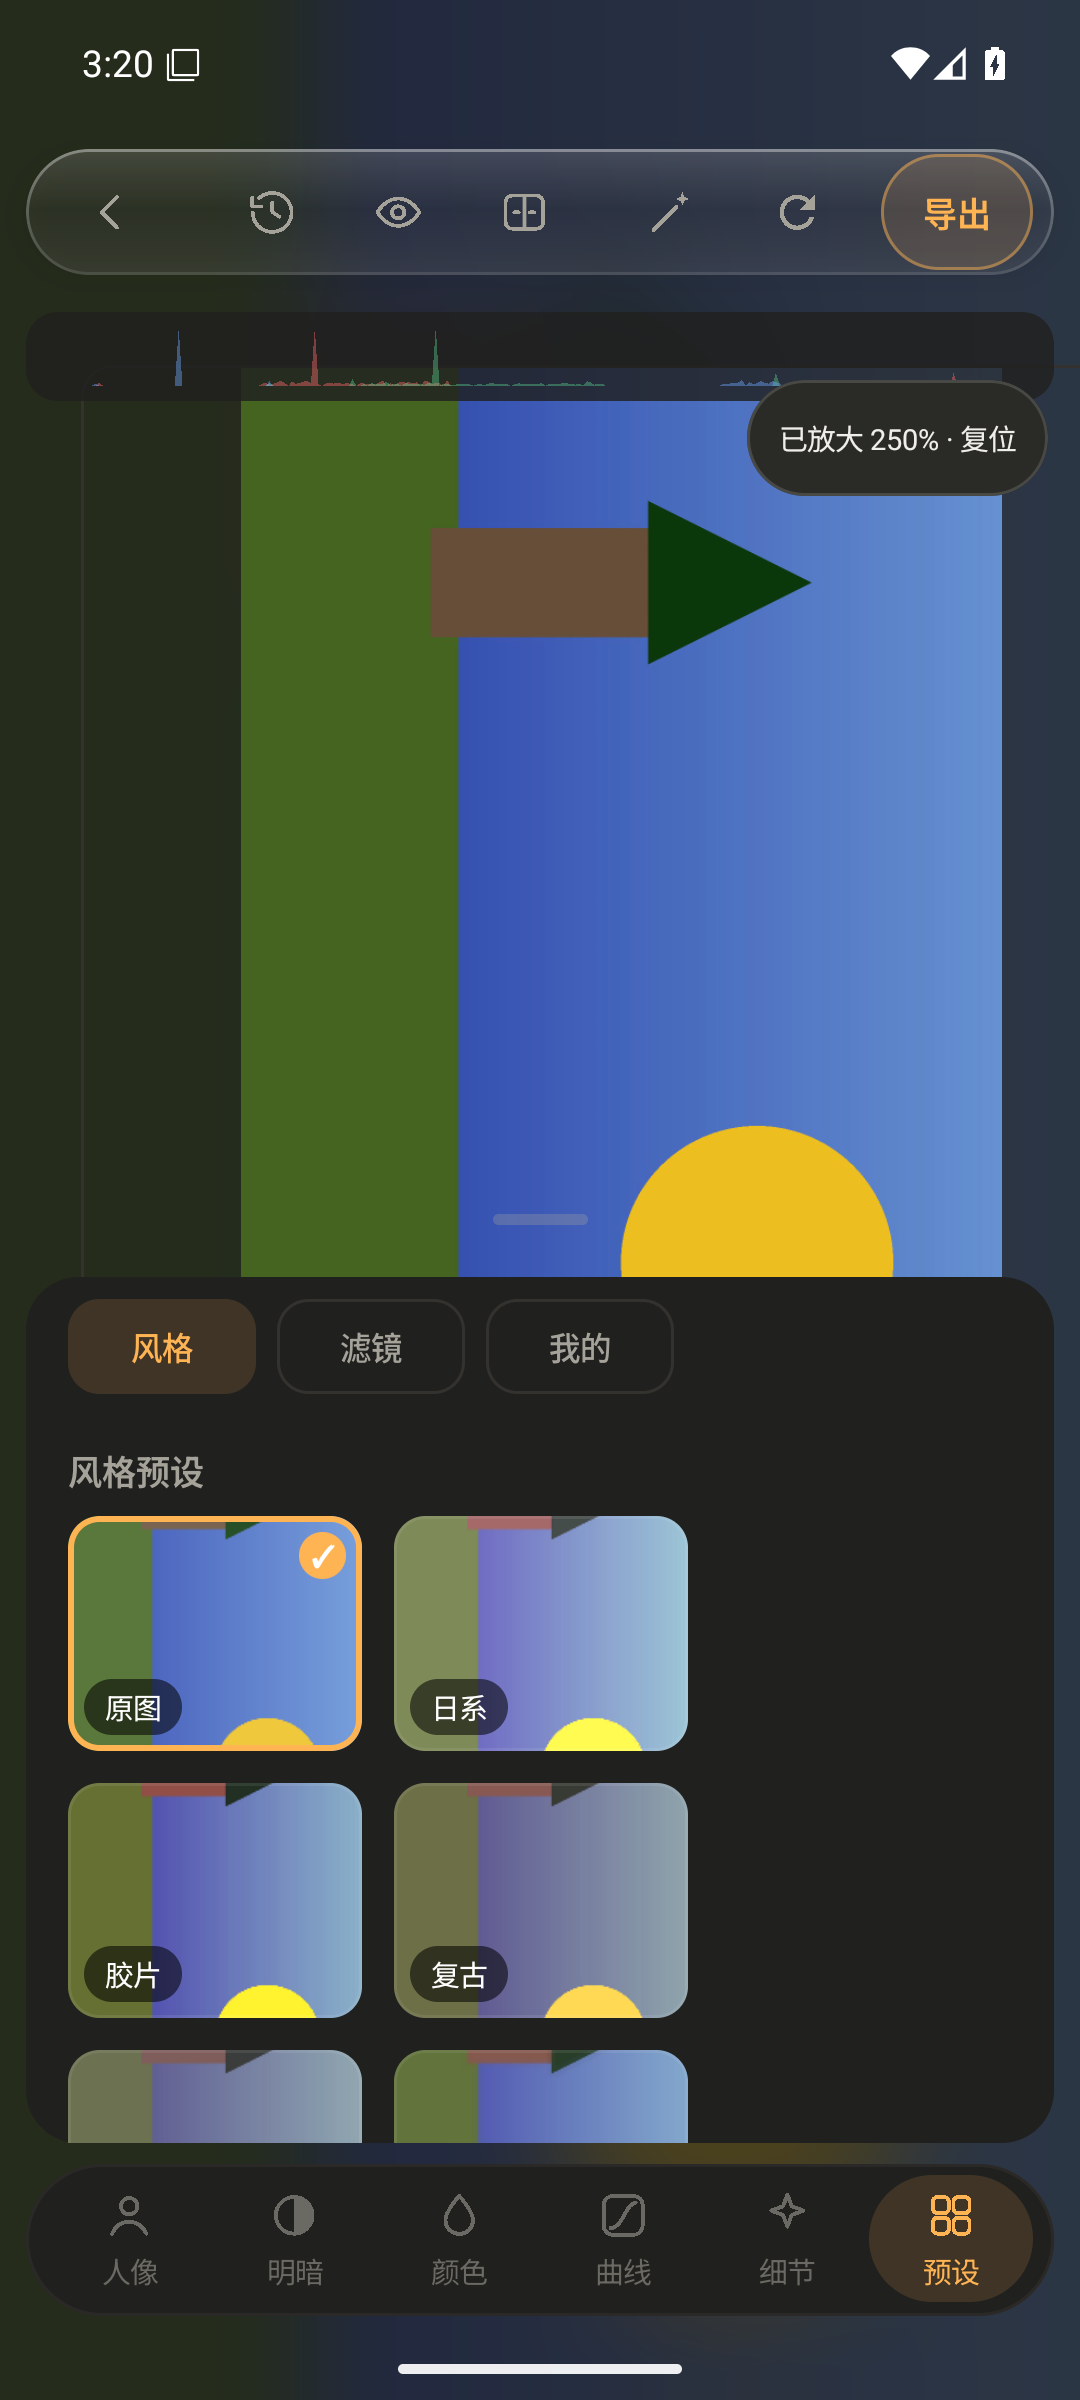 3:20
导出
已放大 250% · 复位
风格
滤镜
我的
风格预设
原图
日系
胶片
复古
人像
明暗
颜色
曲线
细节
预设